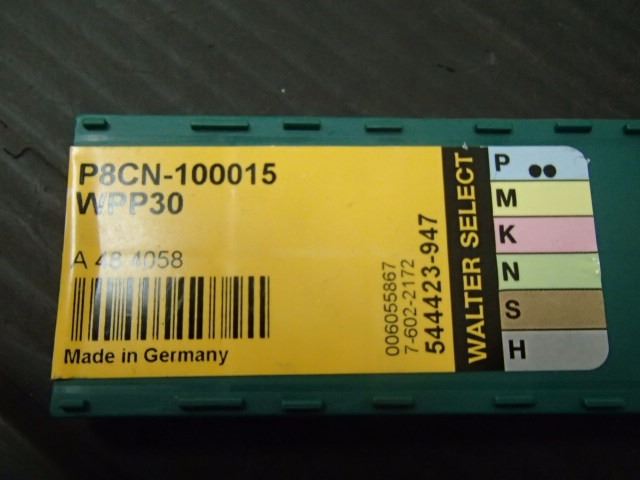 P8CN-100015
WPP30
A 48 4058
Made in Germany
006055867
7-602-2172
544423-947
WALTER SELECT
P
M
K
N
S
H